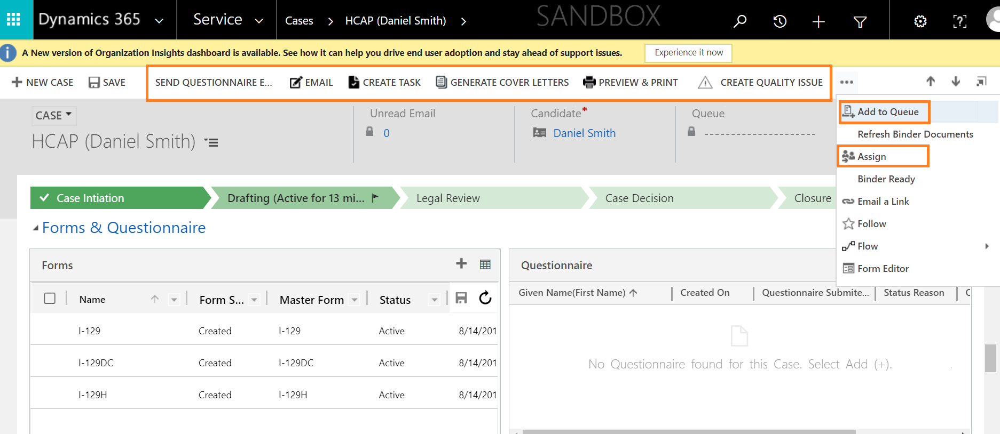 Dynamics 365
Service
Cases
HCAP (Daniel Smith)
SANDBOX
A New version of Organization Insights dashboard is available. See how it can help you drive end user adoption and stay ahead of support issues.
Experience it now
NEW CASE
SAVE
SEND QUESTIONNAIRE E...
EMAIL
CREATE TASK
GENERATE COVER LETTERS
PREVIEW & PRINT
CREATE QUALITY ISSUE
CASE
HCAP (Daniel Smith)
Unread Email
0
Candidate*
Daniel Smith
Queue
Add to Queue
Refresh Binder Documents
Assign
Binder Ready
Email a Link
Follow
Flow
Form Editor
Case Intiation
Drafting (Active for 13 mi...
Legal Review
Case Decision
Closure
Forms & Questionnaire
Forms
Name
Form S...
Master Form
Status
I-129
Created
I-129
Active
8/14/201
I-129DC
Created
I-129DC
Active
8/14/201
I-129H
Created
I-129H
Active
8/14/201
Questionnaire
Given Name(First Name)
Created On
Questionnaire Submite...
Status Reason
No Questionnaire found for this Case. Select Add (+).